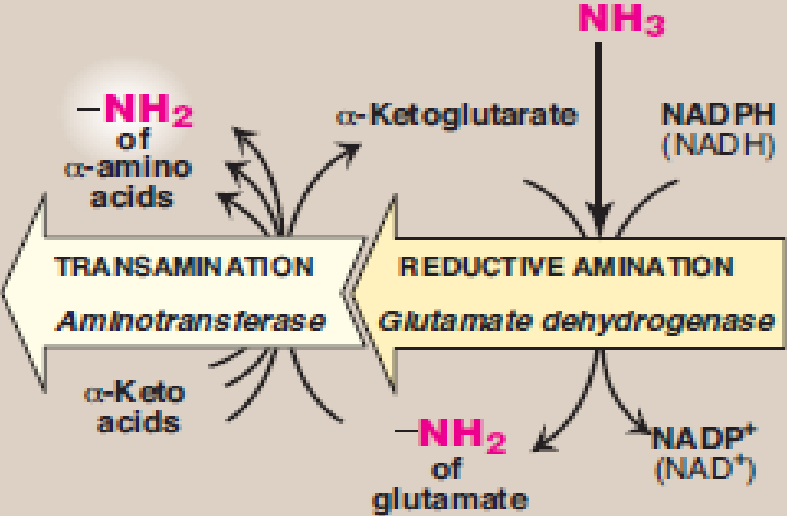 NH₃
–NH₂
of
α-amino
acids
α-Ketoglutarate
NADPH
(NADH)
TRANSAMINATION
Aminotransferase
REDUCTIVE AMINATION
Glutamate dehydrogenase
α-Keto
acids
–NH₂
of
glutamate
NADP⁺
(NAD⁺)